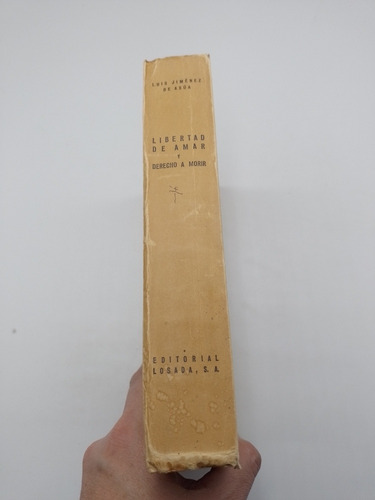 LUIS JIMÉNEZ
DE ASÚA
LIBERTAD
DE AMAR
Y
DERECHO A MORIR
EDITORIAL
LOSADA, S. A.